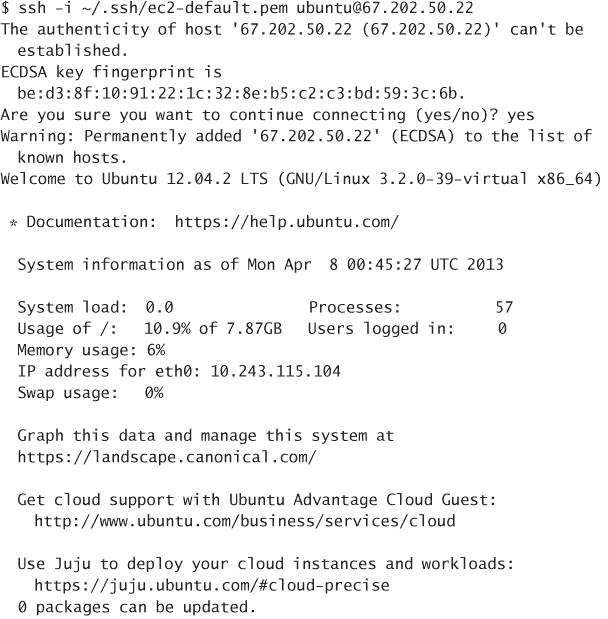 $ ssh -i ~/.ssh/ec2-default.pem ubuntu@67.202.50.22
The authenticity of host '67.202.50.22 (67.202.50.22)' can't be
established.
ECDSA key fingerprint is
be:d3:8f:10:91:22:1c:32:8e:b5:c2:c3:bd:59:3c:6b.
Are you sure you want to continue connecting (yes/no)? yes
Warning: Permanently added '67.202.50.22' (ECDSA) to the list of
known hosts.
Welcome to Ubuntu 12.04.2 LTS (GNU/Linux 3.2.0-39-virtual x86_64)
* Documentation:  https://help.ubuntu.com/
System information as of Mon Apr  8 00:45:27 UTC 2013
System load:  0.0                Processes:           57
Usage of /:   10.9% of 7.87GB   Users logged in:     0
Memory usage: 6%
IP address for eth0: 10.243.115.104
Swap usage:   0%
Graph this data and manage this system at
https://landscape.canonical.com/
Get cloud support with Ubuntu Advantage Cloud Guest:
http://www.ubuntu.com/business/services/cloud
Use Juju to deploy your cloud instances and workloads:
https://juju.ubuntu.com/#cloud-precise
0 packages can be updated.